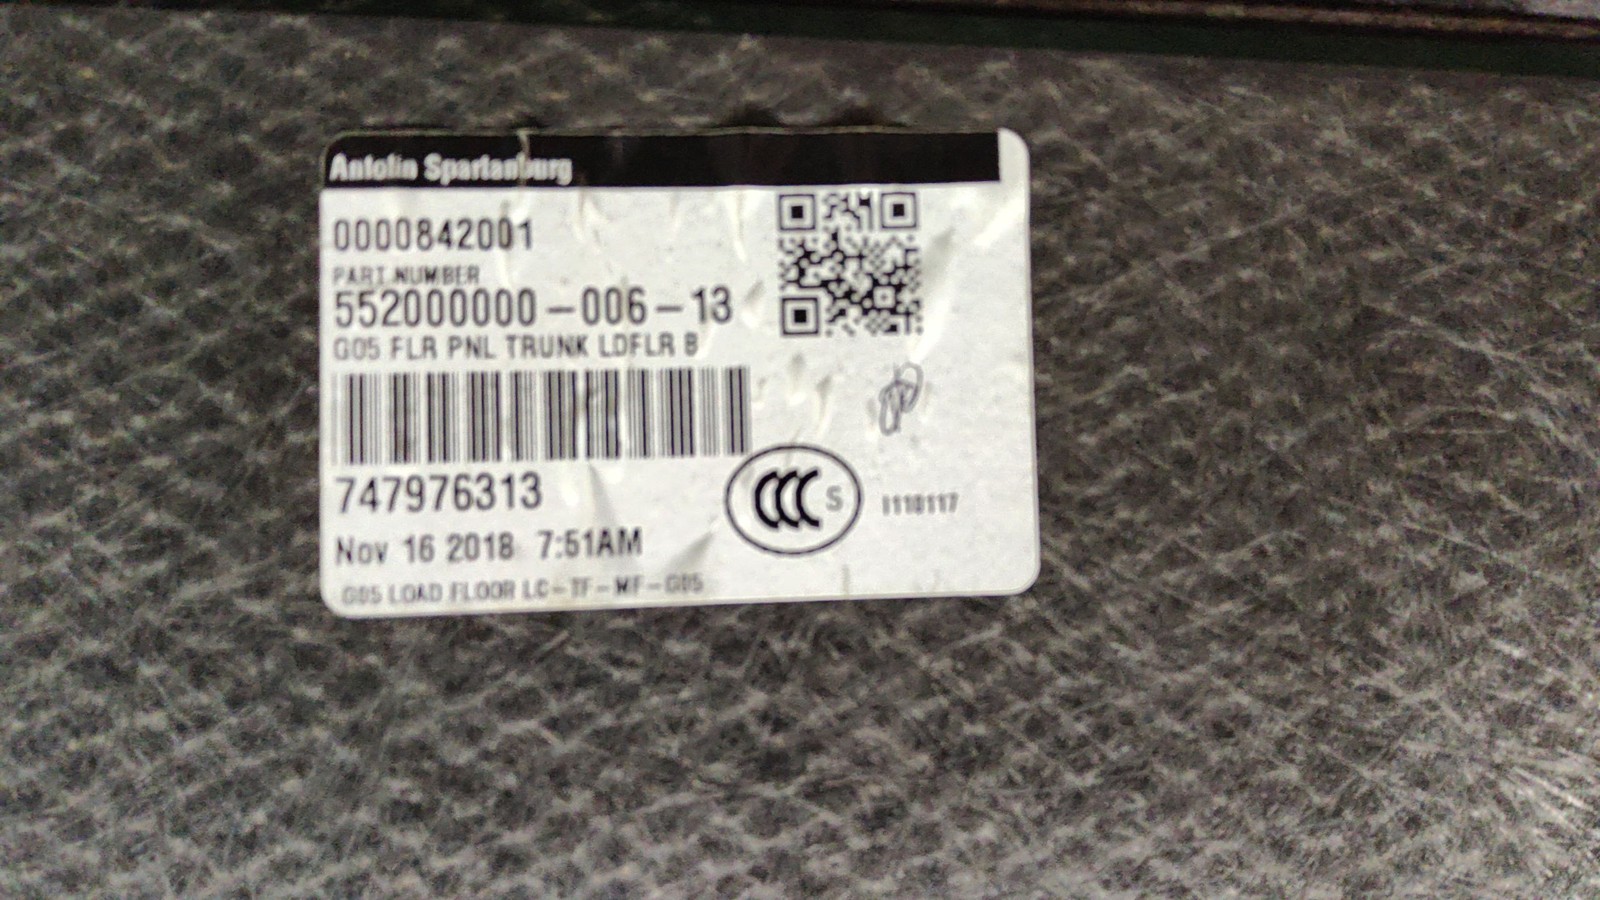 Antolin Spartanburg
0000842001
PART NUMBER
552000000-006-13
G05 FLR PNL TRUNK LDFLR B
747976313
CCC S
I110117
Nov 16 2018 7:51AM
G05 LOAD FLOOR LC-TF-MF-G05